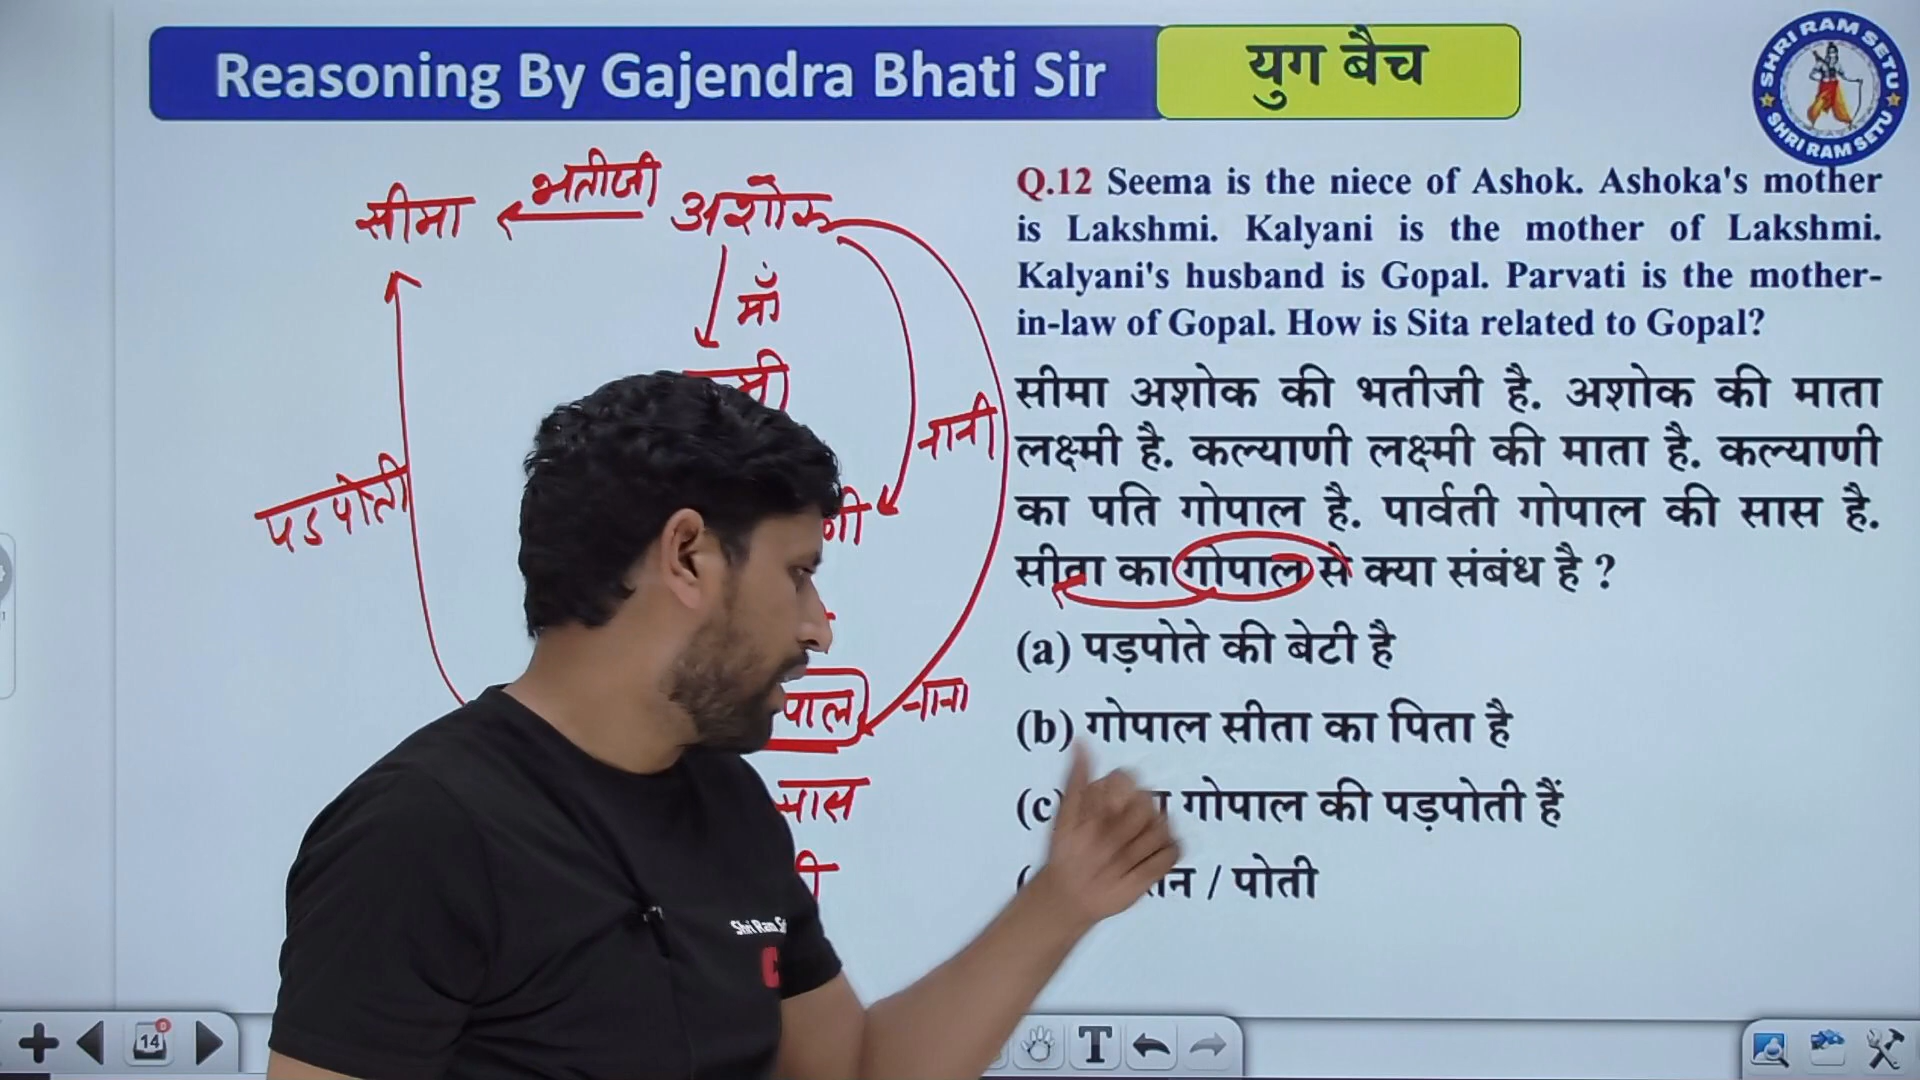 Reasoning By Gajendra Bhati Sir
युग बैच
SHRI RAM SETU
SHRI RAM SETU
Q.12 Seema is the niece of Ashok. Ashoka's mother
is Lakshmi. Kalyani is the mother of Lakshmi.
Kalyani's husband is Gopal. Parvati is the mother-
in-law of Gopal. How is Sita related to Gopal?
सीमा अशोक की भतीजी है. अशोक की माता
लक्ष्मी है. कल्याणी लक्ष्मी की माता है. कल्याणी
का पति गोपाल है. पार्वती गोपाल की सास है.
सीता का गोपाल से क्या संबंध है ?
(a) पड़पोते की बेटी है
(b) गोपाल सीता का पिता है
(c) गोपाल की पड़पोती हैं
/ पोती
सीमा भतीजी अशोक
माँ
नानी
पडपोती
पाल नाना
सास
Shri Ram
14
T